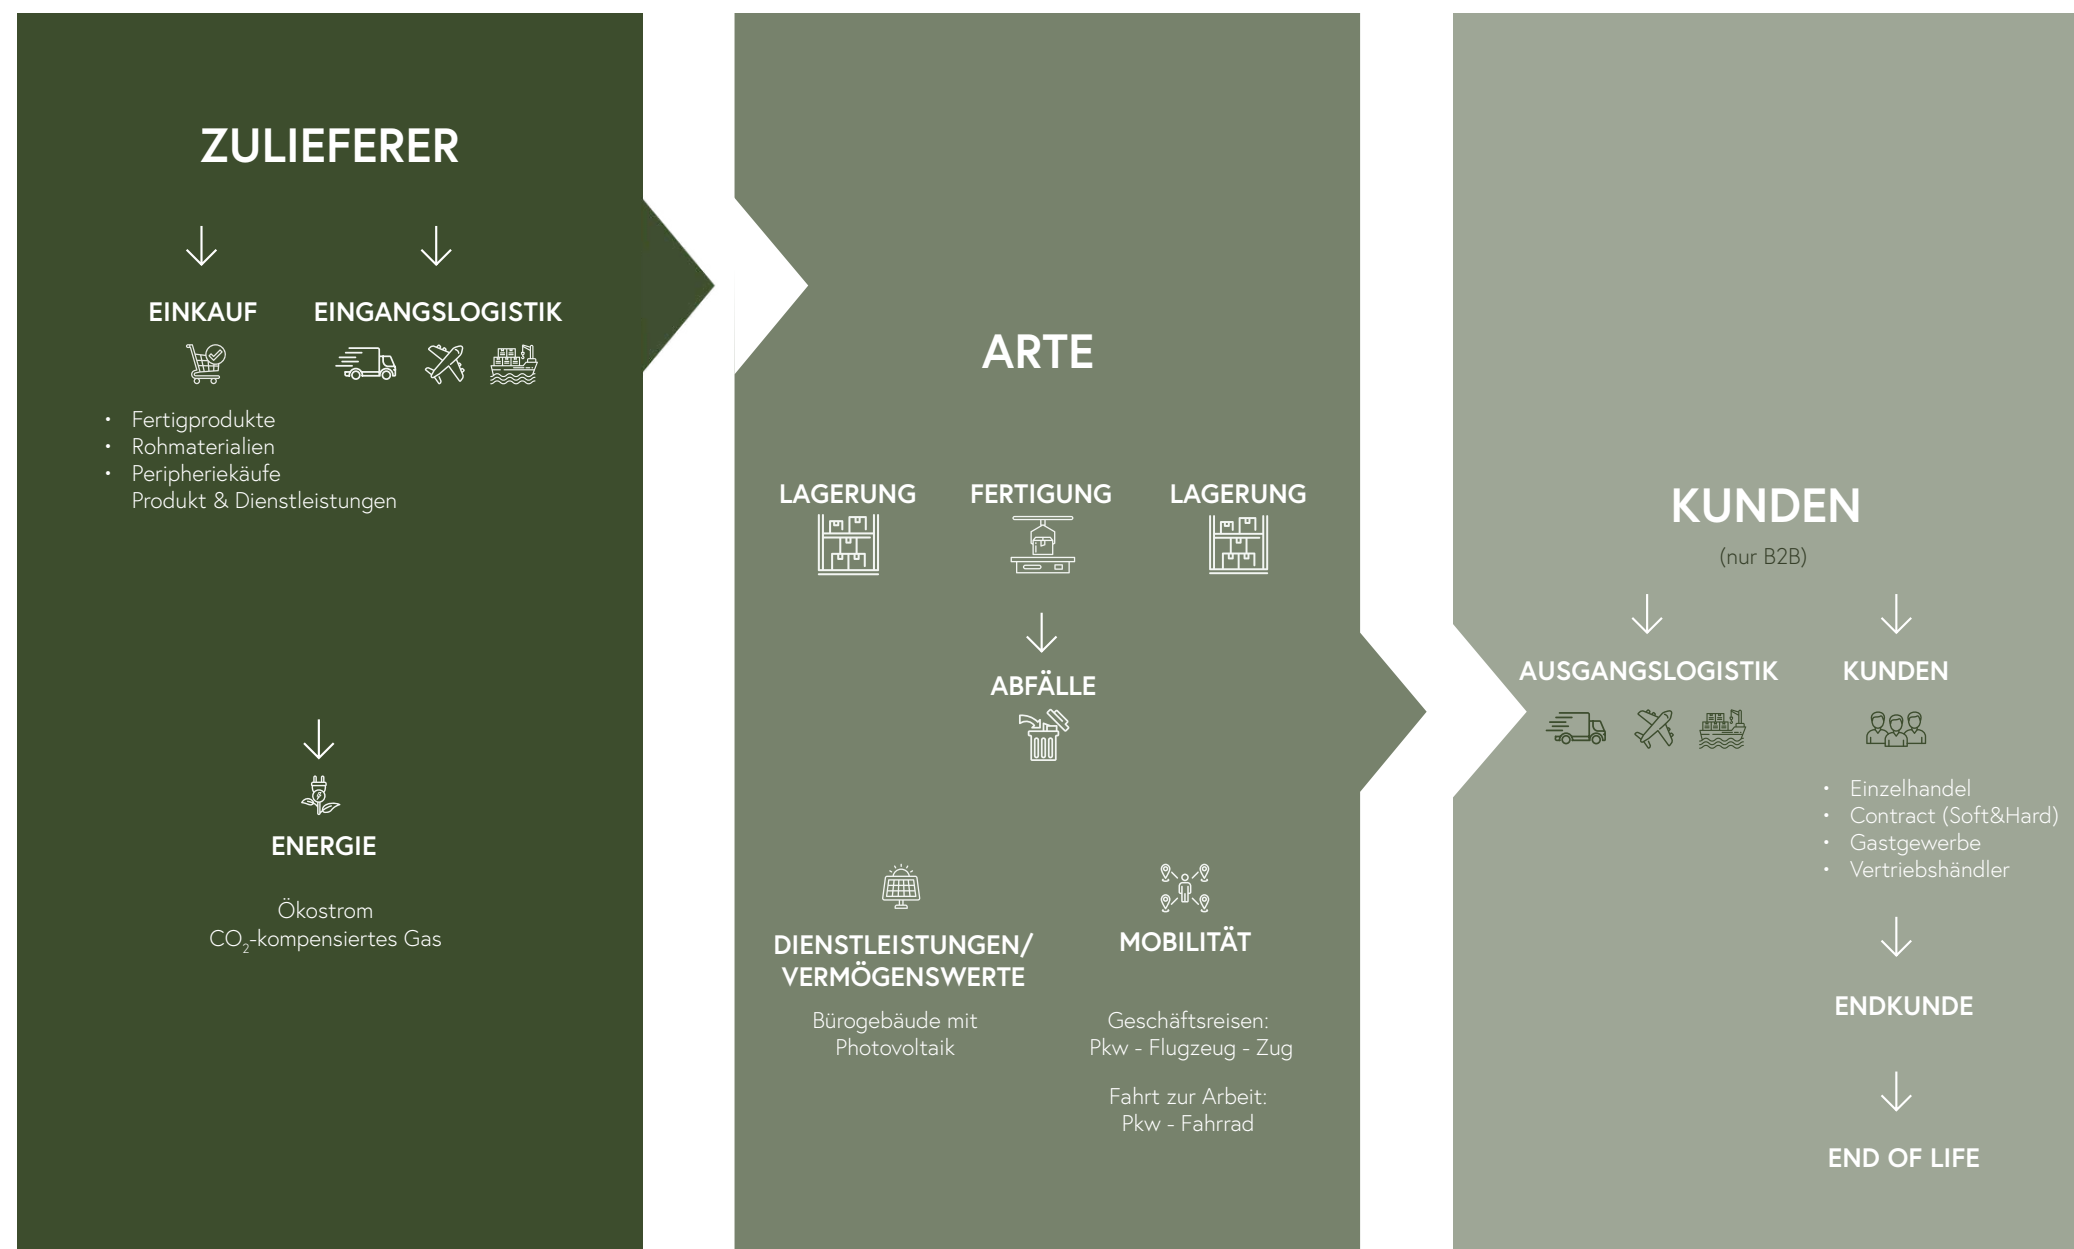 ZULIEFERER
EINKAUF
EINGANGSLOGISTIK
• Fertigprodukte
• Rohmaterialien
• Peripheriekäufe
Produkt & Dienstleistungen
ENERGIE
Ökostrom
CO₂-kompensiertes Gas
ARTE
LAGERUNG
FERTIGUNG
LAGERUNG
ABFÄLLE
DIENSTLEISTUNGEN/
VERMÖGENSWERTE
Bürogebäude mit
Photovoltaik
MOBILITÄT
Geschäftsreisen:
Pkw - Flugzeug - Zug
Fahrt zur Arbeit:
Pkw - Fahrrad
KUNDEN
(nur B2B)
AUSGANGSLOGISTIK
KUNDEN
• Einzelhandel
• Contract (Soft&Hard)
• Gastgewerbe
• Vertriebshändler
ENDKUNDE
END OF LIFE